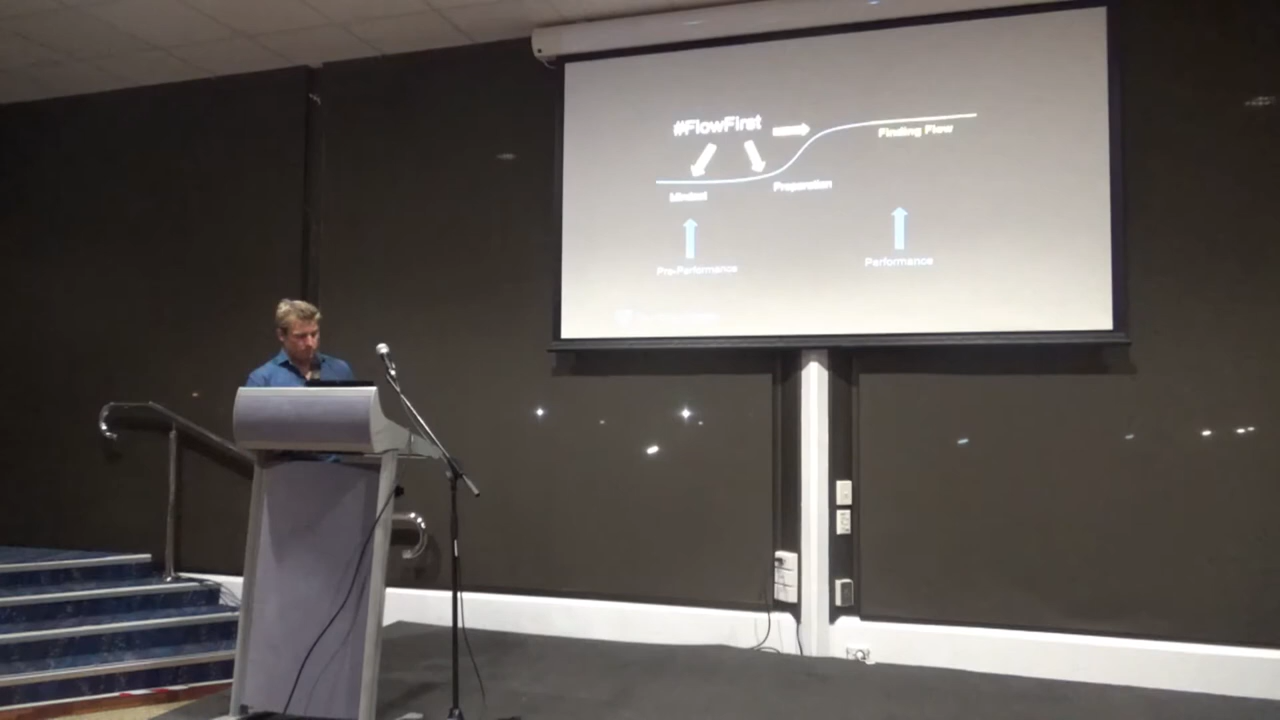 #FlowFirst
Finding Flow
Mindset
Preparation
Pre-Performance
Performance